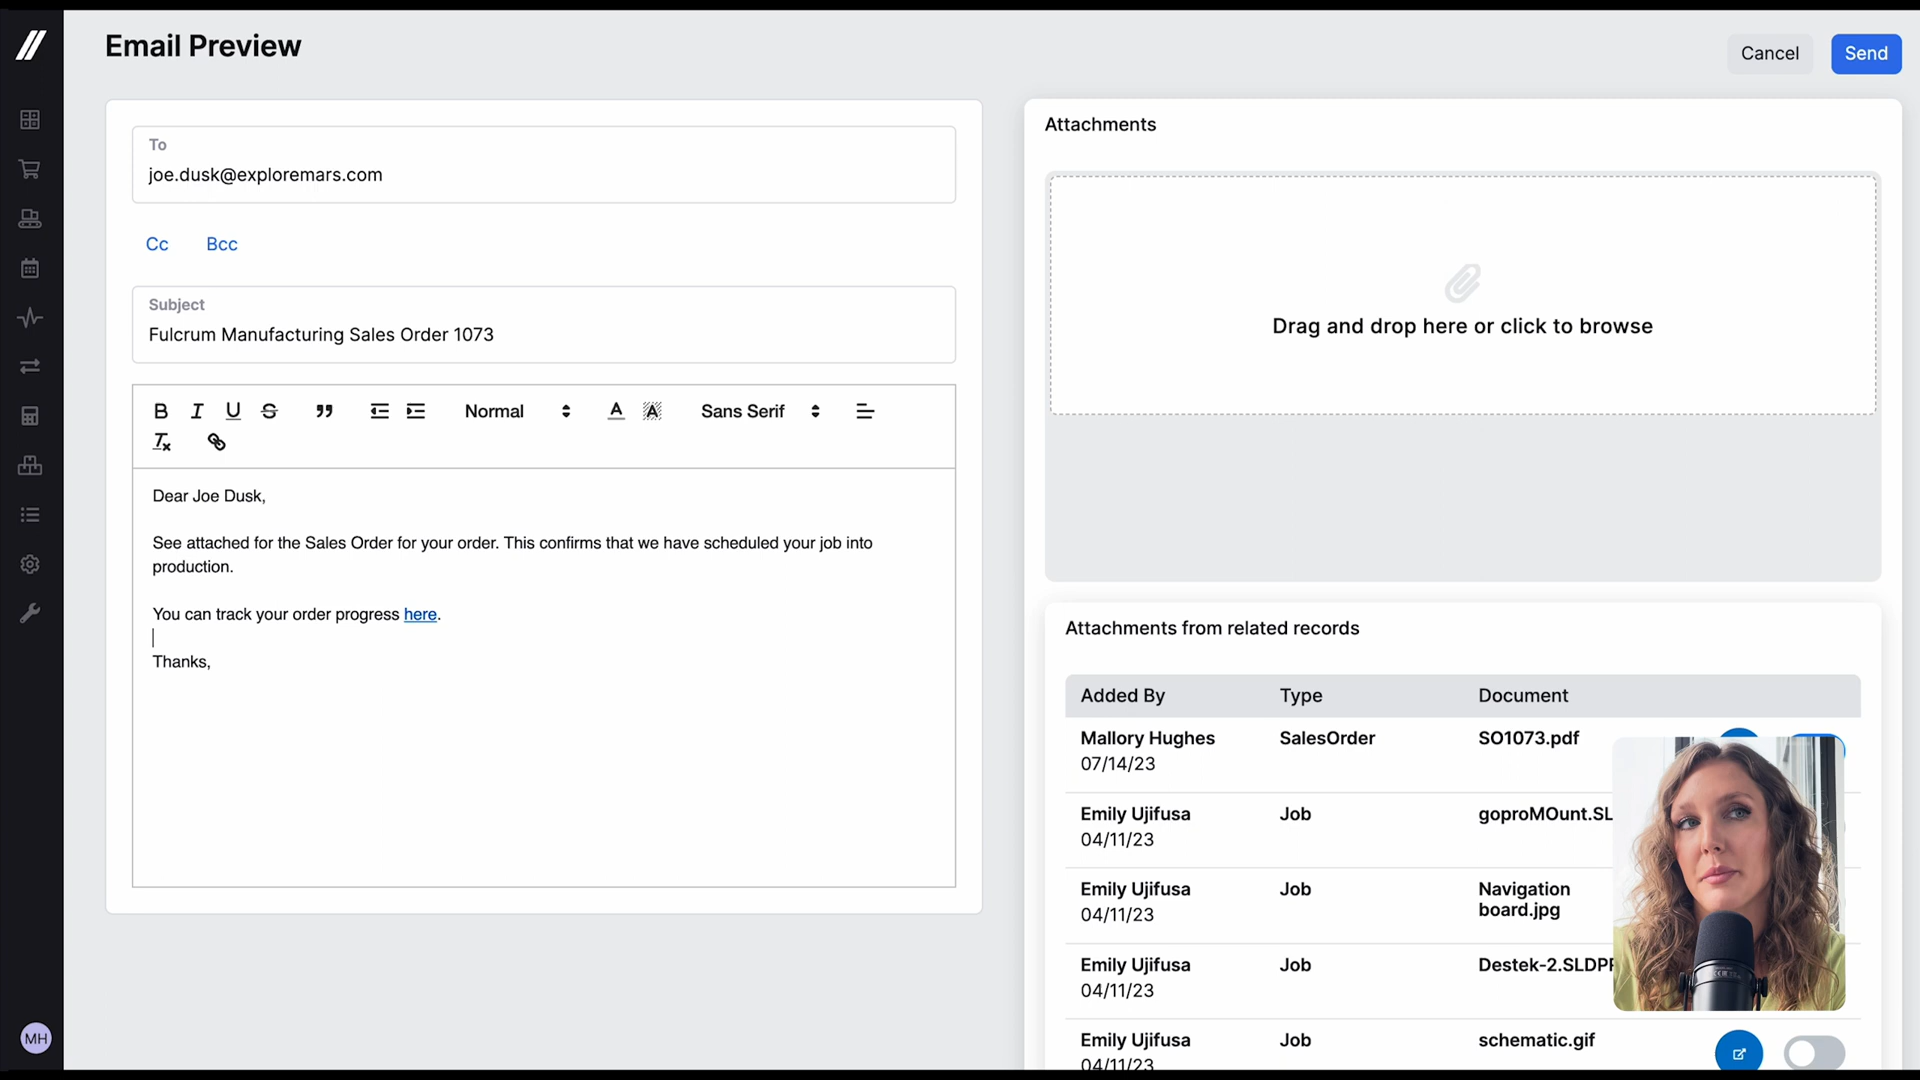 Email Preview
Cancel
Send
To
joe.dusk@exploremars.com
Cc Bcc
Subject
Fulcrum Manufacturing Sales Order 1073
Normal
Sans Serif
Dear Joe Dusk,
See attached for the Sales Order for your order. This confirms that we have scheduled your job into
production.
You can track your order progress here.
Thanks,
Attachments
Drag and drop here or click to browse
Attachments from related records
Added By Type Document
Mallory Hughes SalesOrder SO1073.pdf
07/14/23
Emily Ujifusa Job goproMOunt.SL
04/11/23
Emily Ujifusa Job Navigation
board.jpg
04/11/23
Emily Ujifusa Job Destek-2.SLDP
04/11/23
Emily Ujifusa Job schematic.gif
04/11/23
MH